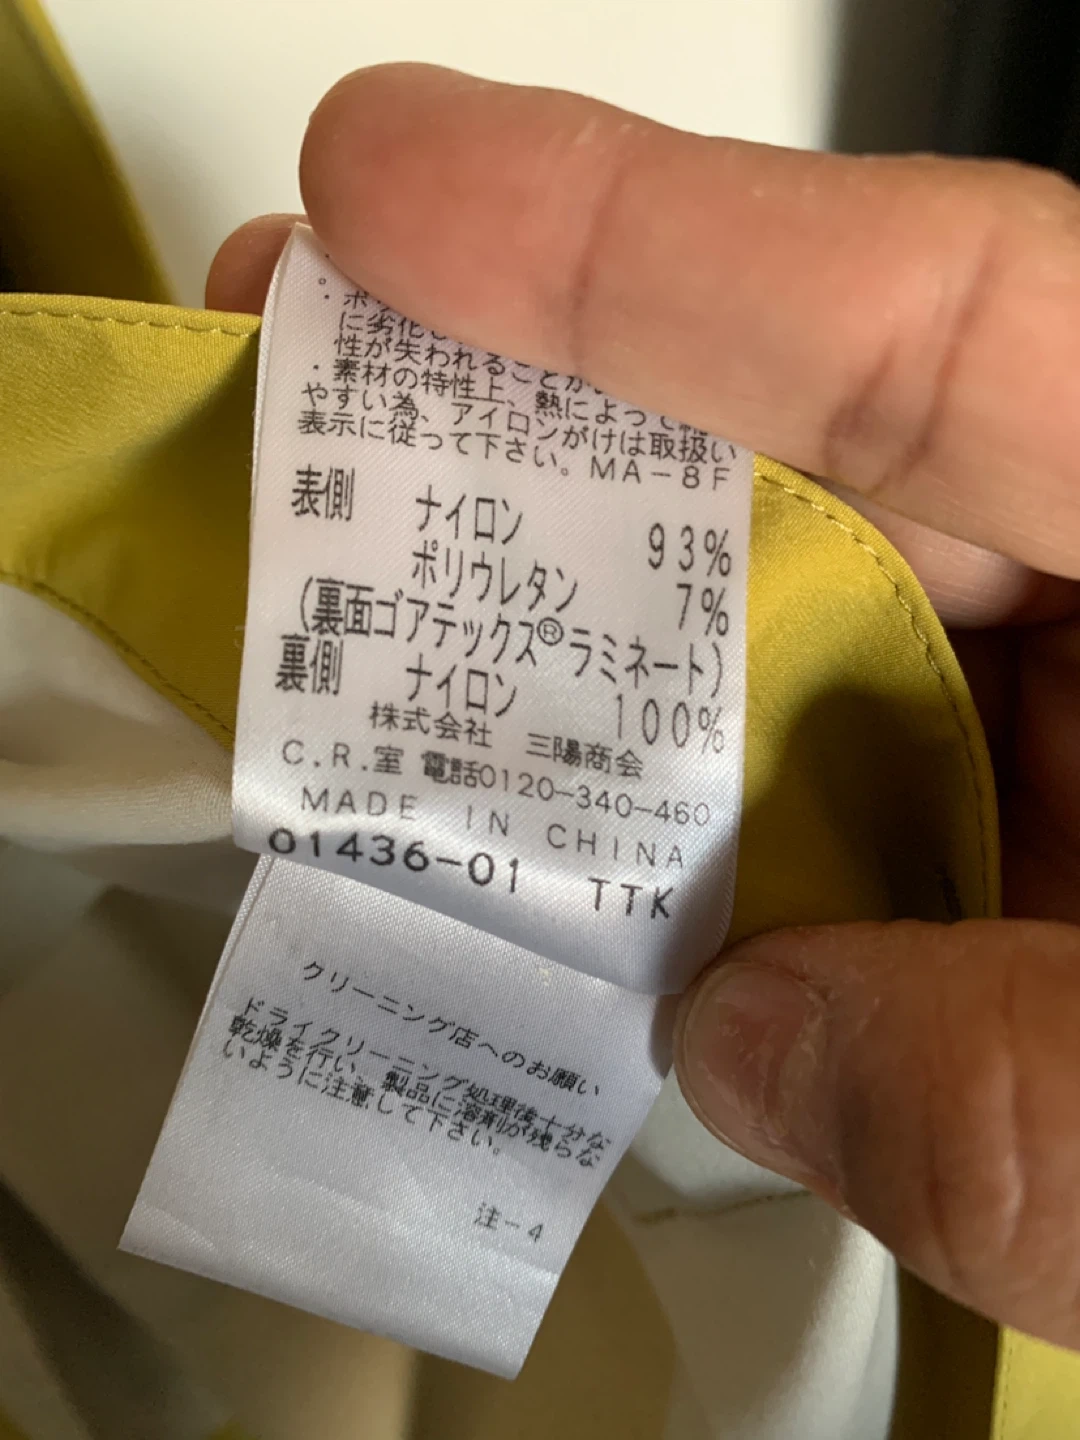 に劣化
性が失われることが
・素材の特性上、熱によって
やすい為、アイロンがけは取扱い
表示に従って下さい。MA-8F
表側 ナイロン 93%
ポリウレタン 7%
(裏面ゴアテックス®ラミネート)
裏側 ナイロン 100%
株式会社 三陽商会
C.R.室 電話0120-340-460
MADE IN CHINA
01436-01 TTK
クリーニング店へのお願い
ドライクリーニング処理後十分な
乾燥を行い、製品に溶剤が残らな
いように注意して下さい。
注-4